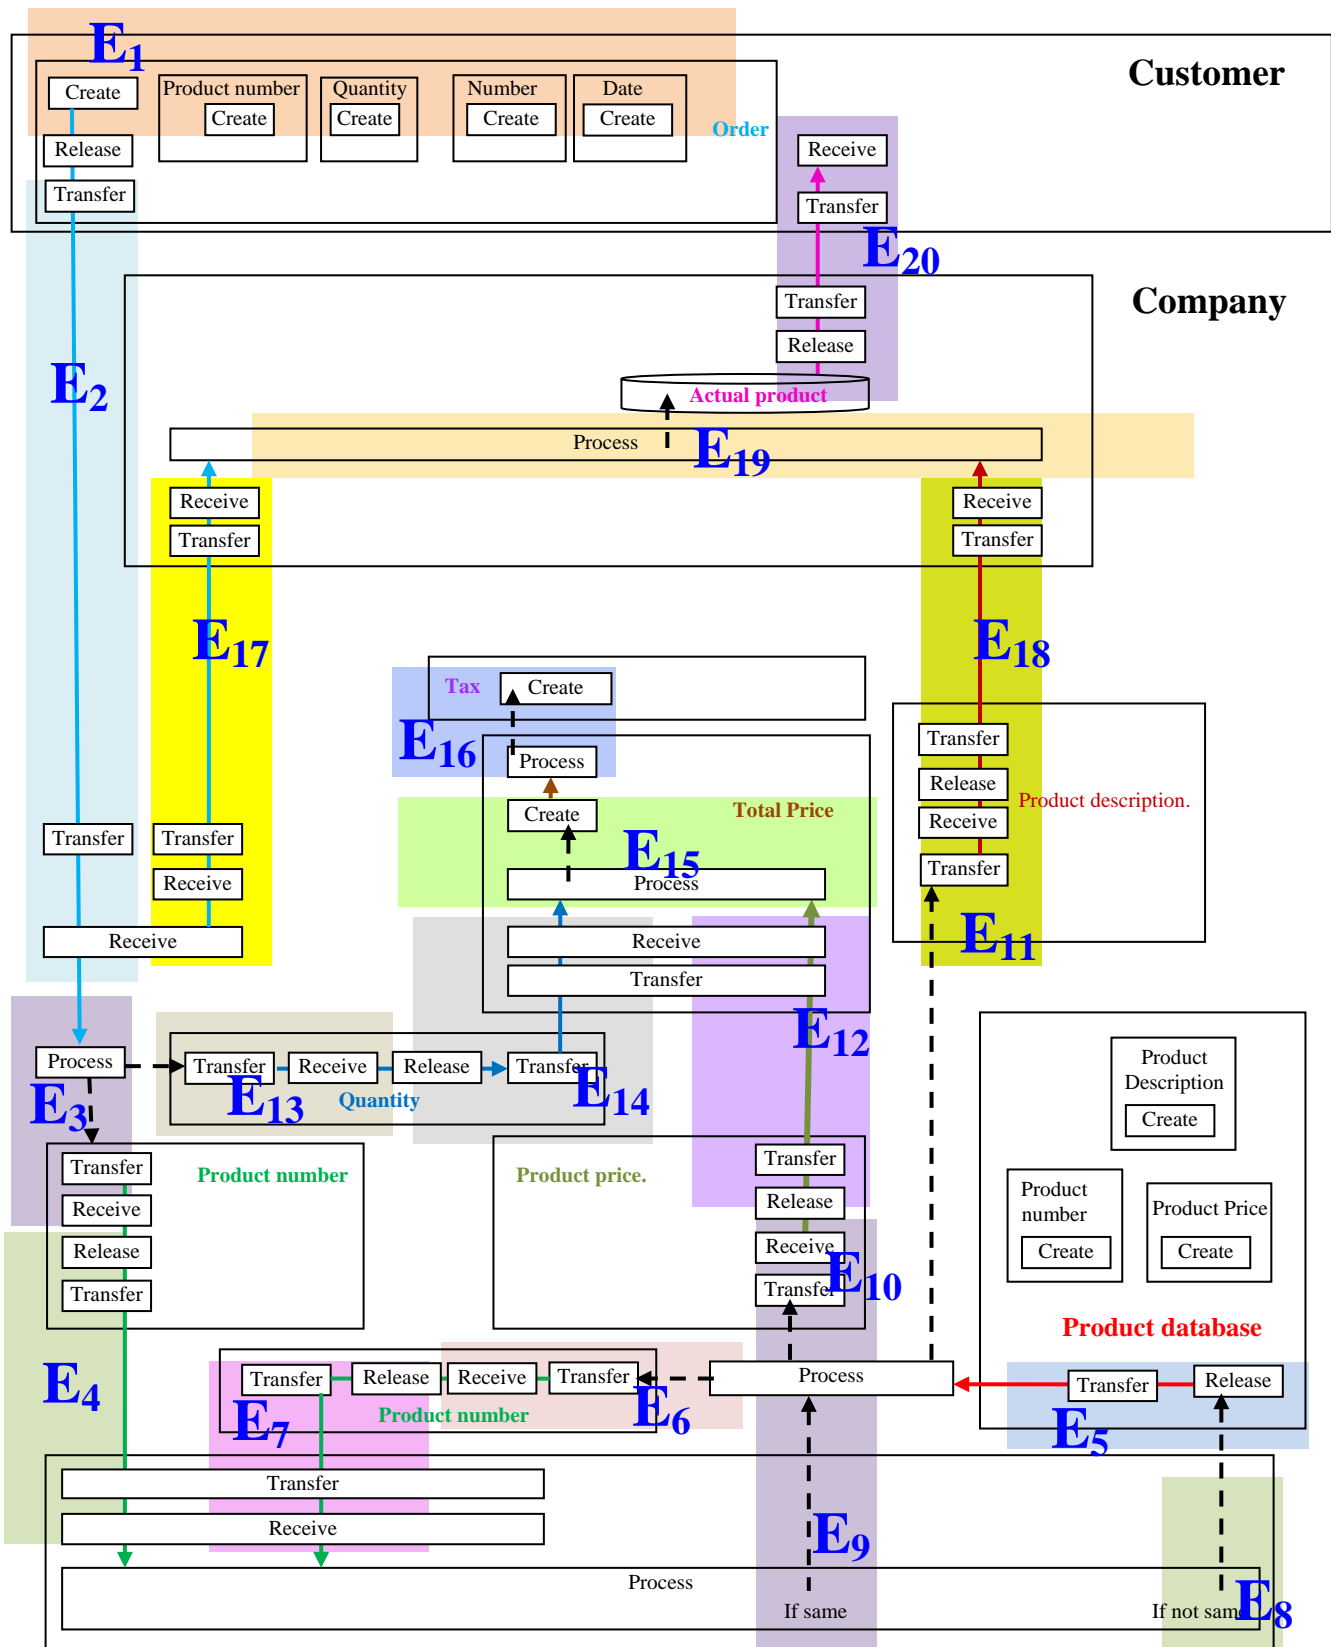 E1
Customer
Create
Product number
Create
Quantity
Create
Number
Create
Date
Create
Order
Release
Transfer
Receive
Transfer
E20
Company
Transfer
Release
E2
Actual product
Process
E19
Receive
Transfer
Receive
Transfer
E17
E18
Tax
Create
E16
Process
Transfer
Release
Product description.
Receive
Transfer
Create
Total Price
E15
Process
Transfer
Transfer
Receive
Receive
Receive
Transfer
E11
E12
Process
E3
Transfer
Receive
Release
Transfer
E13
Quantity
E14
Product
Description
Create
Transfer
Product number
Receive
Release
Transfer
Product price.
Transfer
Release
Receive
Transfer
E10
Product
number
Create
Product Price
Create
Product database
E4
Transfer
Release
Receive
Transfer
Product number
E7
E6
Process
Transfer
Release
E5
Transfer
Receive
E9
Process
If same
If not same
E8